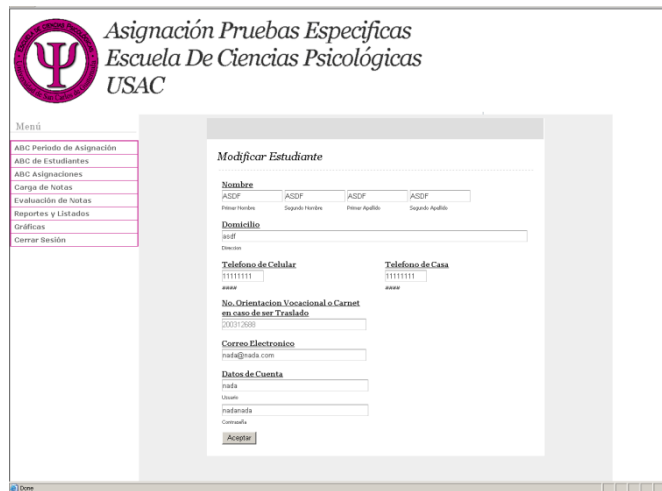 Asignación Pruebas Especificas
Escuela De Ciencias Psicológicas
USAC
Menú
ABC Periodo de Asignación
ABC de Estudiantes
ABC Asignaciones
Carga de Notas
Evaluación de Notas
Reportes y Listados
Gráficas
Cerrar Sesión
Modificar Estudiante
Nombre
ASDF ASDF ASDF ASDF
Primer Nombre Segundo Nombre Primer Apellido Segundo Apellido
Domicilio
asdf
Direccion
Telefono de Celular Telefono de Casa
11111111 11111111
#### ####
No. Orientacion Vocacional o Carnet
en caso de ser Traslado
200312688
Correo Electronico
nada@nada.com
Datos de Cuenta
nada
Usuario
nadanada
Contraseña
Aceptar
Done